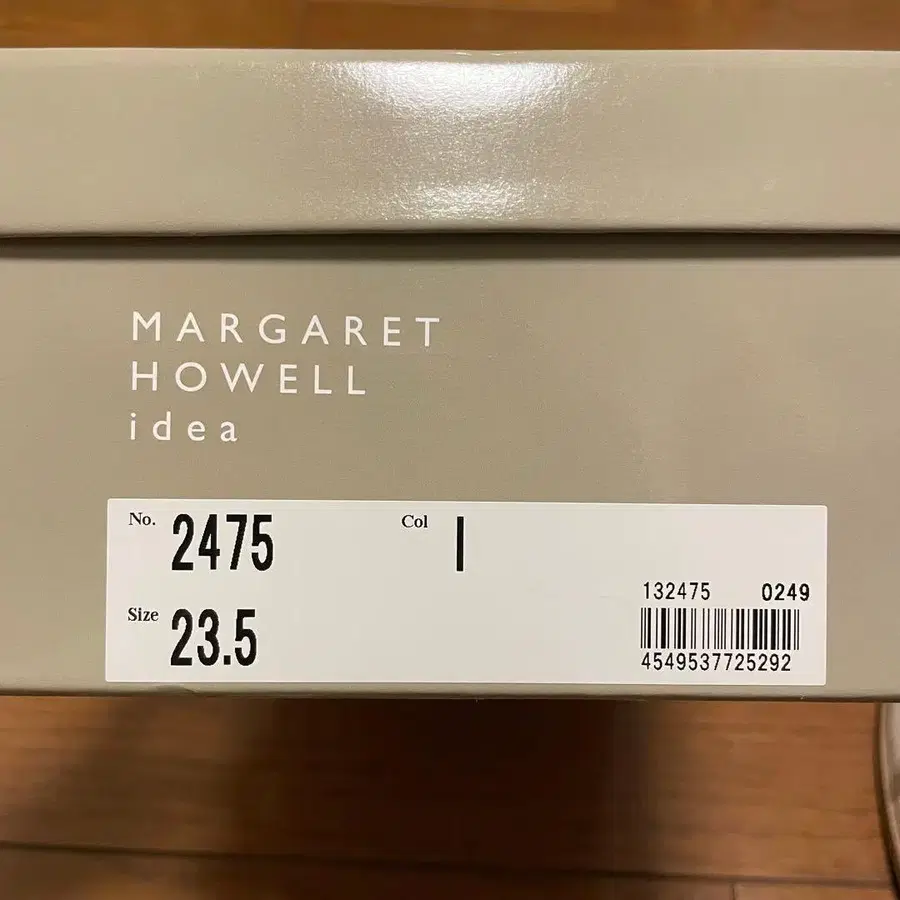 MARGARET
HOWELL
idea
No. 2475 Col I
Size 23.5
132475 0249
4549537725292